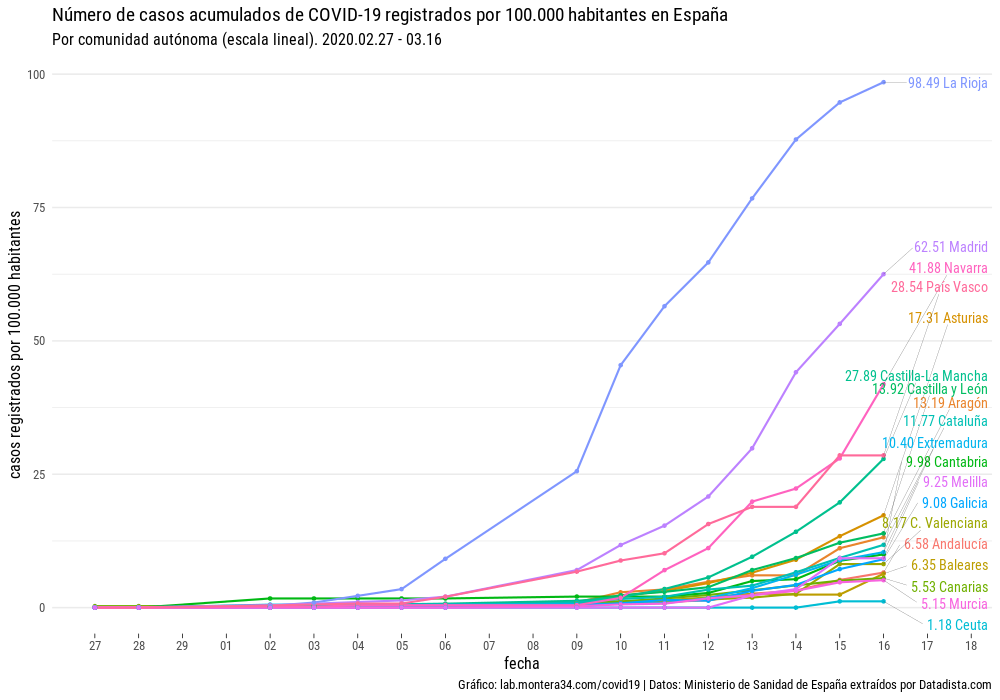 Número de casos acumulados de COVID-19 registrados por 100.000 habitantes en España
Por comunidad autónoma (escala lineal). 2020.02.27 - 03.16
casos registrados por 100.000 habitantes
100
75
50
25
0
98.49 La Rioja
62.51 Madrid
41.88 Navarra
28.54 País Vasco
17.31 Asturias
27.89 Castilla-La Mancha
13.92 Castilla y León
13.19 Aragón
11.77 Cataluña
10.40 Extremadura
9.98 Cantabria
9.25 Melilla
9.08 Galicia
8.17 C. Valenciana
6.58 Andalucía
6.35 Baleares
5.53 Canarias
5.15 Murcia
1.18 Ceuta
27 28 29 01 02 03 04 05 06 07 08 09 10 11 12 13 14 15 16 17 18
fecha
Gráfico: lab.montera34.com/covid19 | Datos: Ministerio de Sanidad de España extraídos por Datadista.com